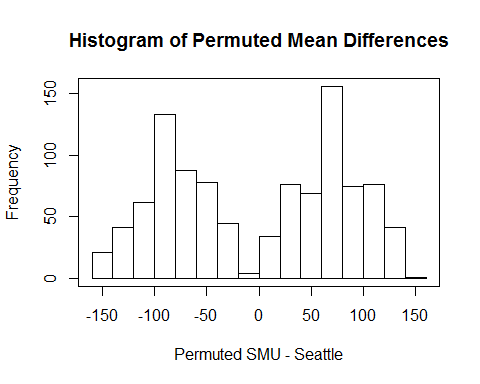 Histogram of Permuted Mean Differences
Frequency
150
100
50
0
-150 -100 -50 0 50 100 150
Permuted SMU - Seattle